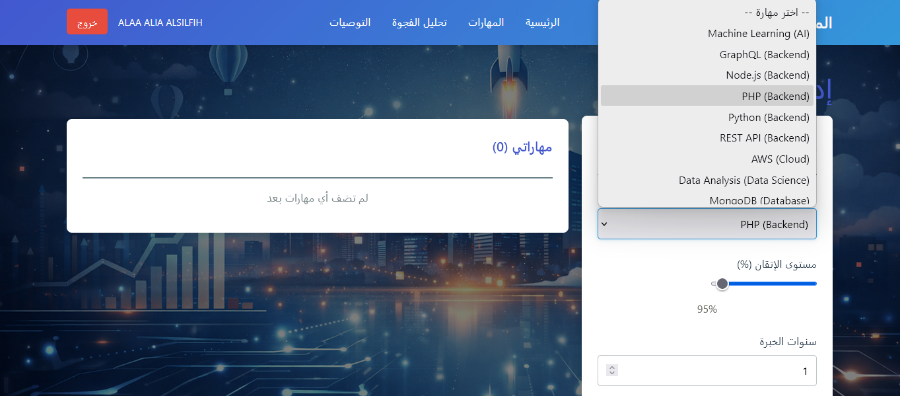 الرئيسية
المهارات
تحليل الفجوة
التوصيات
ALAA ALIA ALSILFIH
خروج
-- اختر مهارة --
Machine Learning (AI)
GraphQL (Backend)
Node.js (Backend)
PHP (Backend)
Python (Backend)
REST API (Backend)
AWS (Cloud)
Data Analysis (Data Science)
MongoDB (Database)
PHP (Backend)
مستوى الإتقان (%)
95%
سنوات الخبرة
1
مهاراتي (0)
لم تضف أي مهارات بعد